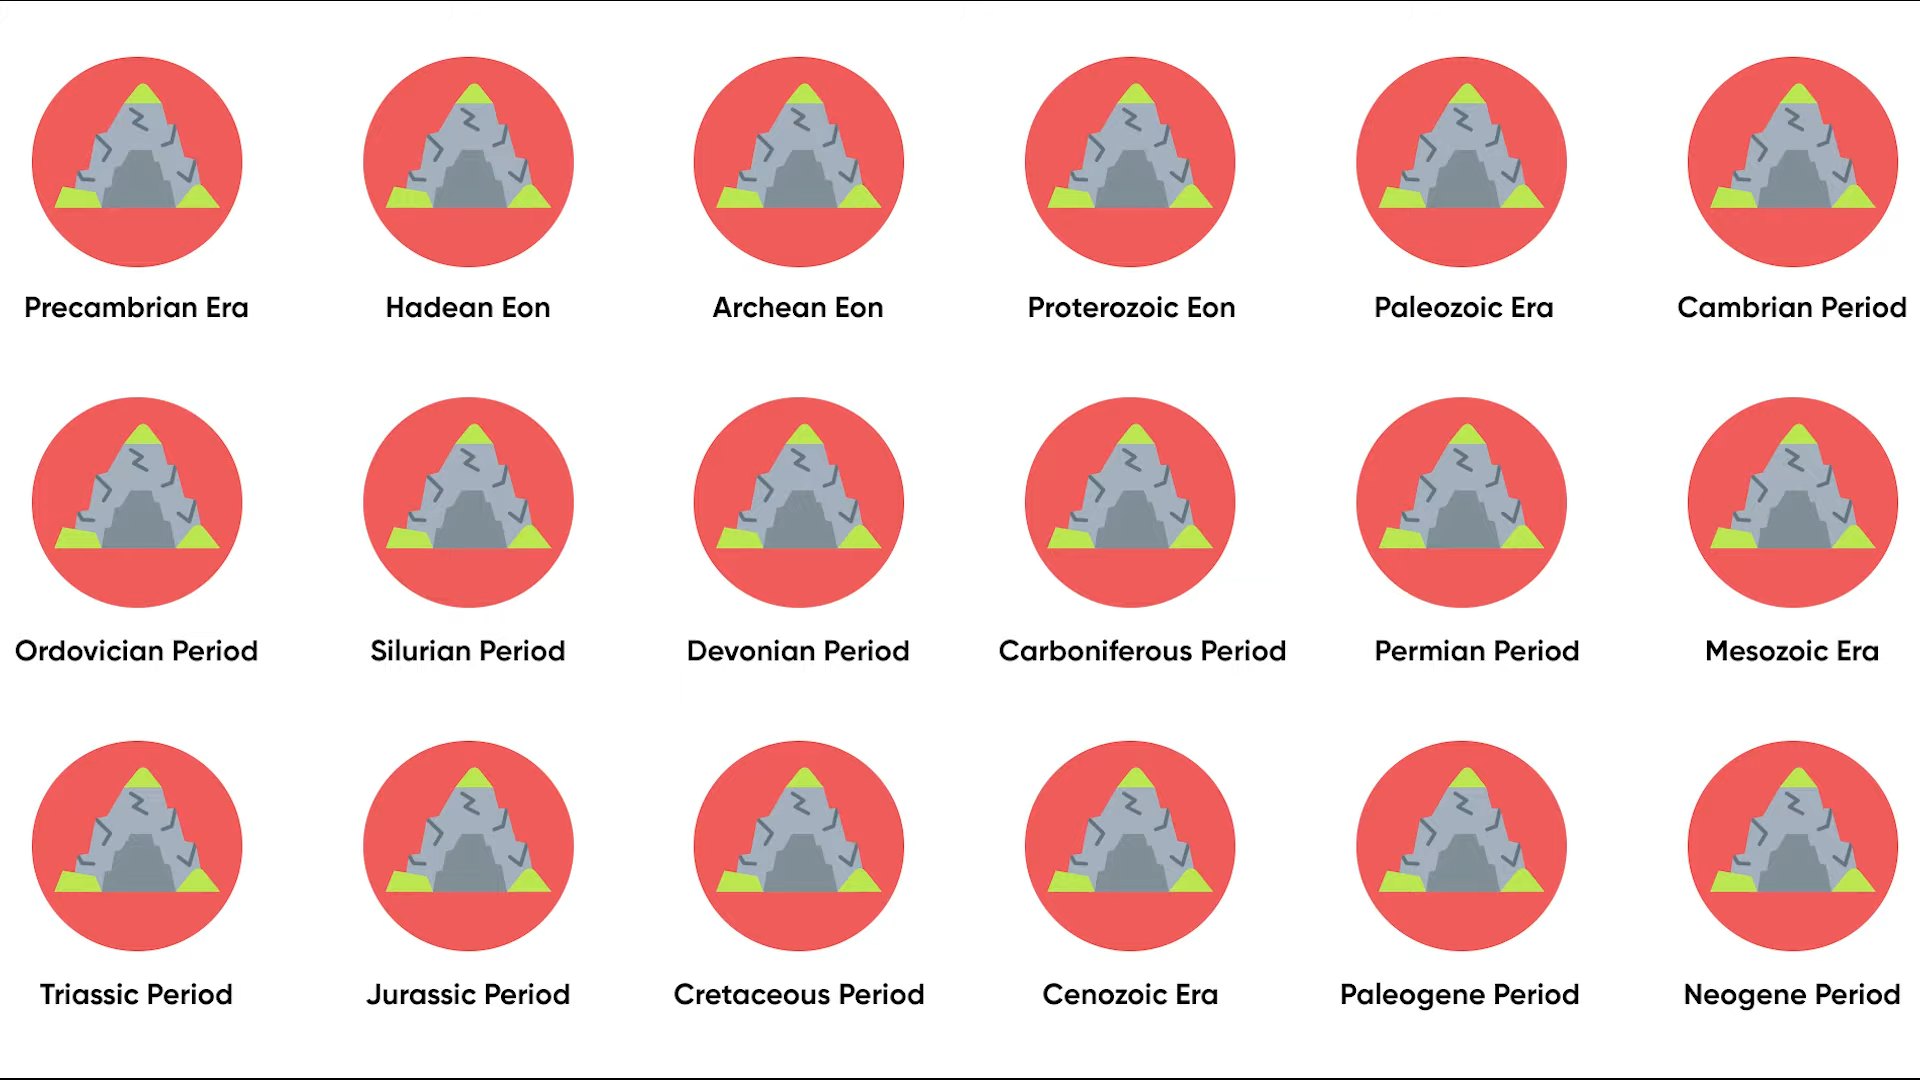 Precambrian Era
Hadean Eon
Archean Eon
Proterozoic Eon
Paleozoic Era
Cambrian Period
Ordovician Period
Silurian Period
Devonian Period
Carboniferous Period
Permian Period
Mesozoic Era
Triassic Period
Jurassic Period
Cretaceous Period
Cenozoic Era
Paleogene Period
Neogene Period